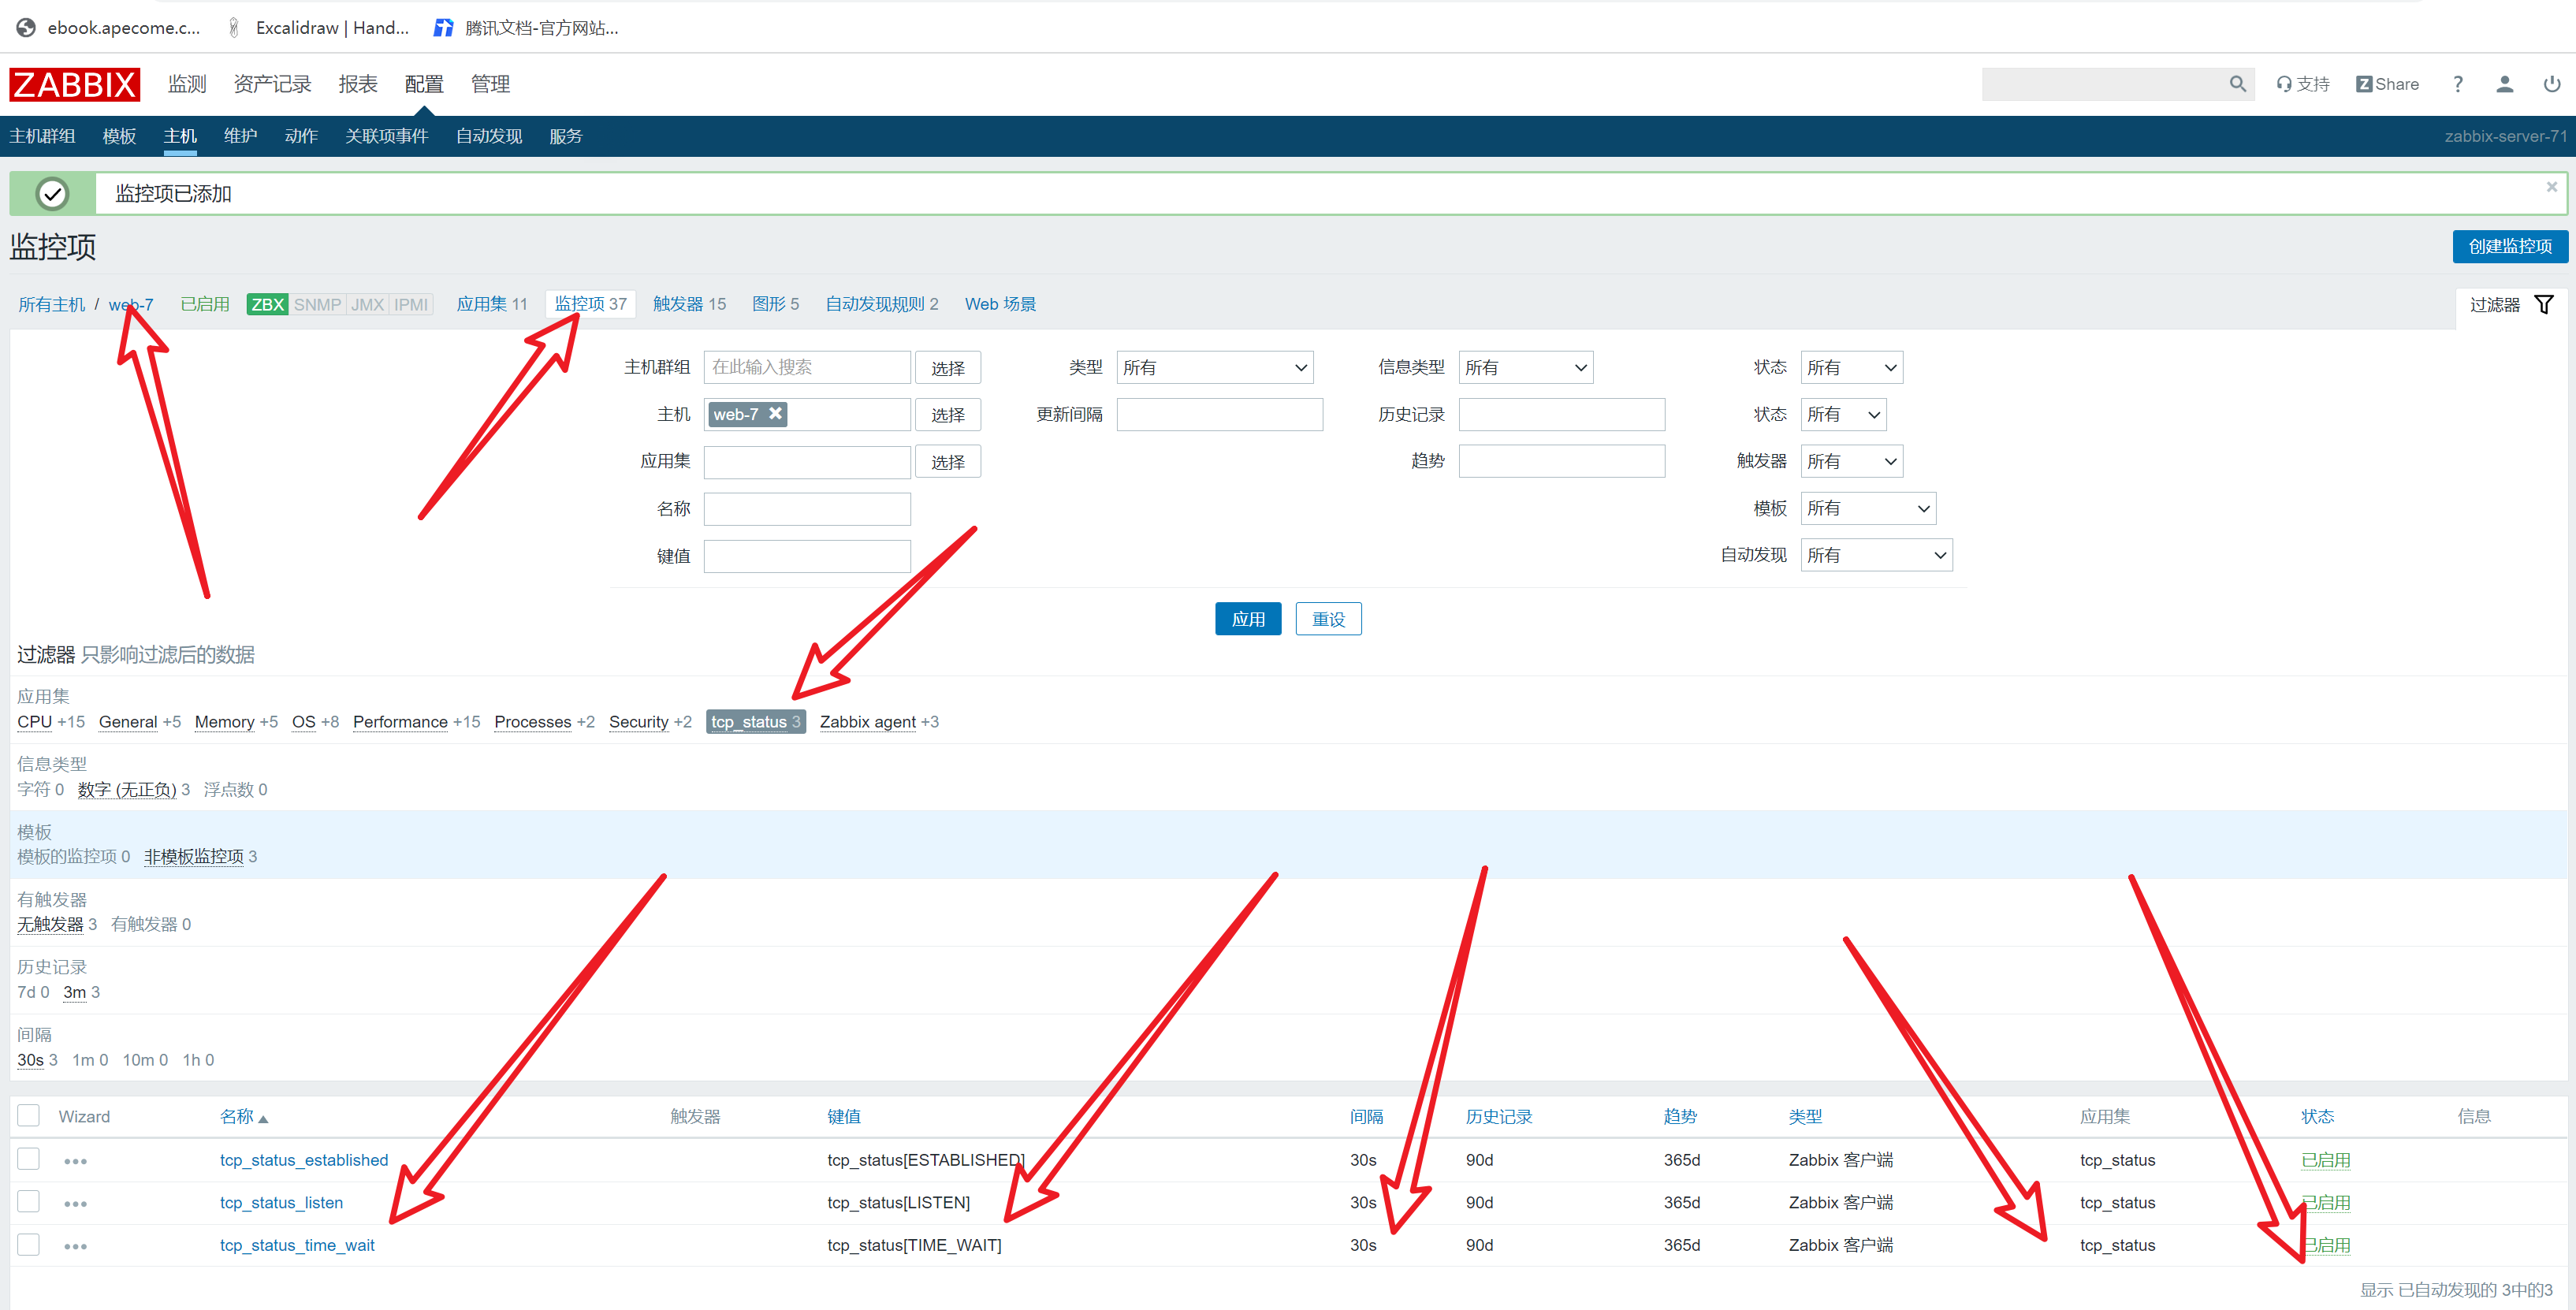 ebook.apecome.c... Excalidraw | Hand... 腾讯文档-官方网站...
ZABBIX 监测 资产记录 报表 配置 管理 支持 Z Share ?
主机群组 模板 主机 维护 动作 关联项事件 自动发现 服务 zabbix-server-71
监控项已添加 ×
监控项 创建监控项
所有主机 / web-7 已启用 ZBX SNMP JMX IPMI 应用集 11 监控项 37 触发器 15 图形 5 自动发现规则 2 Web 场景 过滤器
主机群组 在此输入搜索 选择 类型 所有 信息类型 所有 状态 所有
主机 web-7 选择 更新间隔 历史记录 状态 所有
应用集 选择 趋势 触发器 所有
名称 模板 所有
键值 自动发现 所有
应用 重设
过滤器 只影响过滤后的数据
应用集
CPU +15 General +5 Memory +5 OS +8 Performance +15 Processes +2 Security +2 tcp_status 3 Zabbix agent +3
信息类型
字符 0 数字 (无正负) 3 浮点数 0
模板
模板的监控项 0 非模板监控项 3
有触发器
无触发器 3 有触发器 0
历史记录
7d 0 3m 3
间隔
30s 3 1m 0 10m 0 1h 0
Wizard 名称 触发器 键值 间隔 历史记录 趋势 类型 应用集 状态 信息
tcp_status_established tcp_status[ESTABLISHED] 30s 90d 365d Zabbix 客户端 tcp_status 已启用
tcp_status_listen tcp_status[LISTEN] 30s 90d 365d Zabbix 客户端 tcp_status 已启用
tcp_status_time_wait tcp_status[TIME_WAIT] 30s 90d 365d Zabbix 客户端 tcp_status 已启用
显示 已自动发现的 3中的3